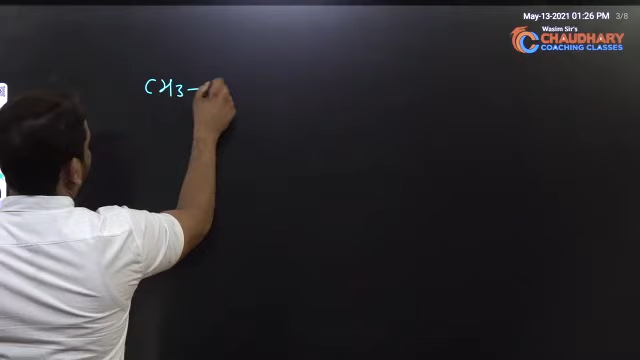 May-13-2021 01:26 PM 3/8
Wasim Sir's
CHAUDHARY
COACHING CLASSES
CH3-